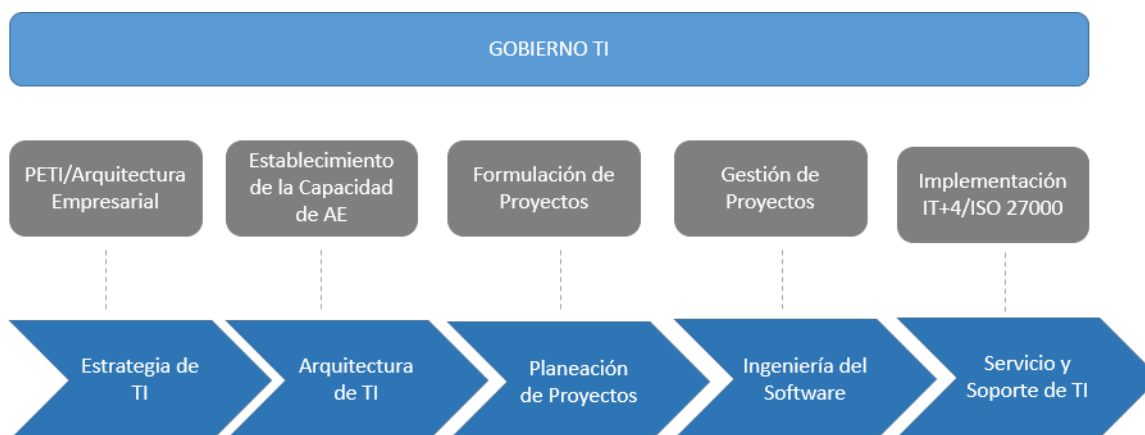 GOBIERNO TI
PETI/Arquitectura
Empresarial
Establecimiento
de la Capacidad
de AE
Formulación de
Proyectos
Gestión de
Proyectos
Implementación
IT+4/ISO 27000
Estrategia de
TI
Arquitectura
de TI
Planeación
de Proyectos
Ingeniería del
Software
Servicio y
Soporte de TI